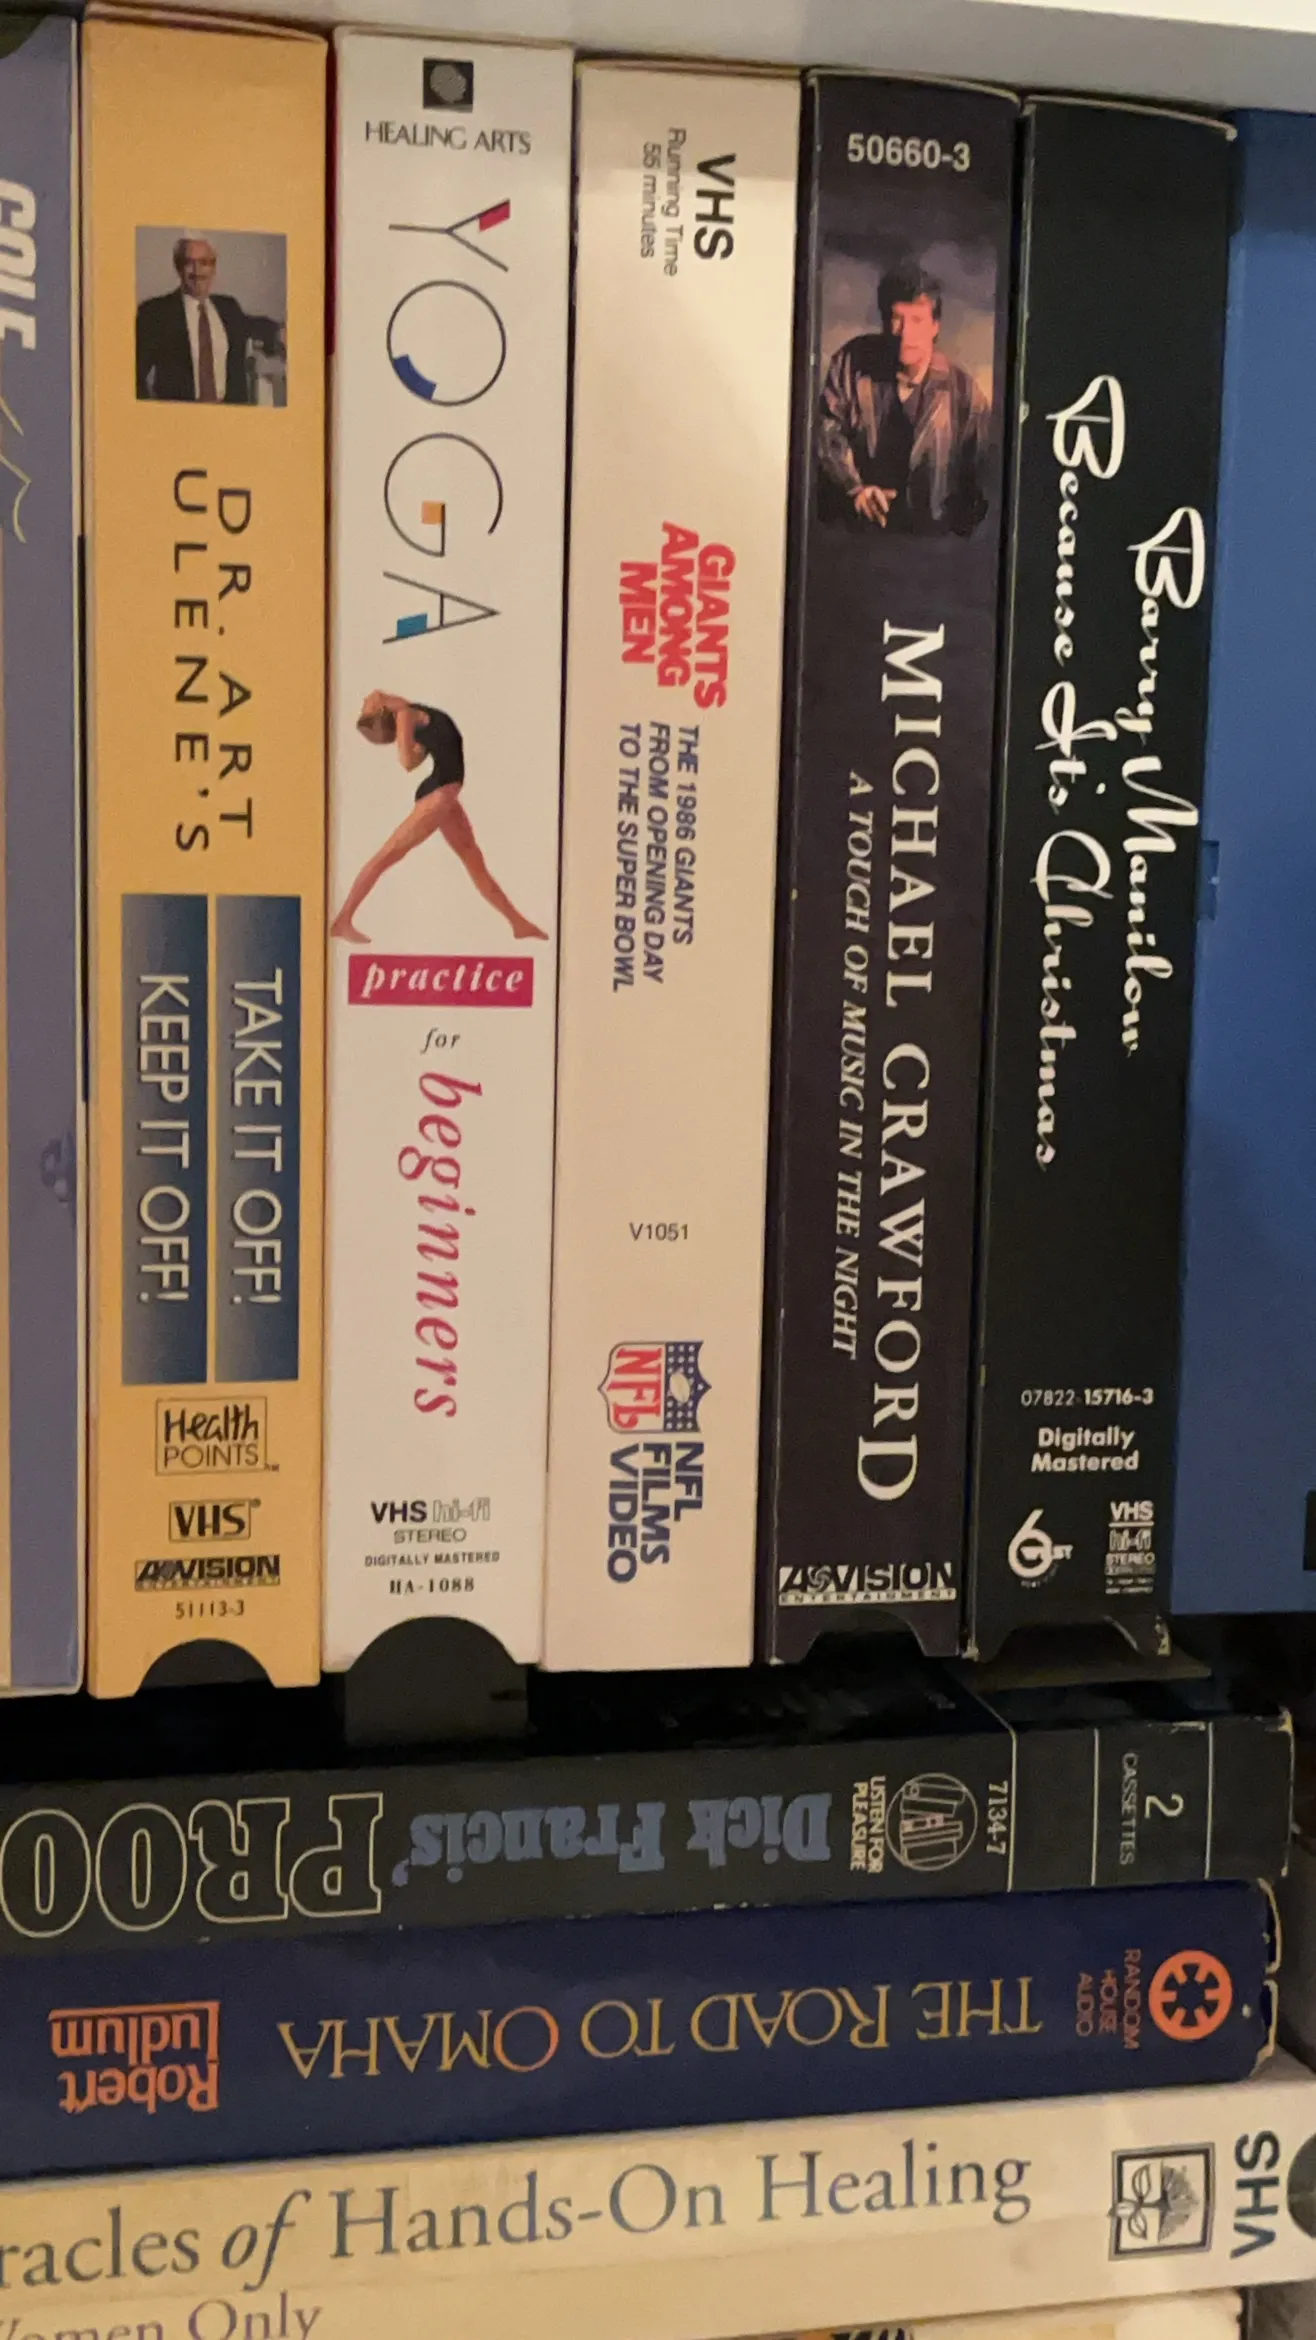 DR. ART
ULENE'S
TAKE IT OFF!
KEEP IT OFF!
Health
POINTS™
VHS
A*VISION
ENTERTAINMENT
51113-3
HEALING ARTS
YOGA
practice
for
beginners
VHS hi-fi
STEREO
DIGITALLY MASTERED
HA-1088
VHS
Running Time
55 minutes
GIANTS
AMONG
MEN
THE 1986 GIANTS
FROM OPENING DAY
TO THE SUPER BOWL
V1051
NFL
NFL
FILMS
VIDEO
50660-3
MICHAEL CRAWFORD
A TOUCH OF MUSIC IN THE NIGHT
A*VISION
ENTERTAINMENT
Barry Manilow
Because It's Christmas
07822-15716-3
Digitally
Mastered
6 WEST
VHS
hi-fi
STEREO
2
CASSETTES
7134-7
LISTEN FOR
PLEASURE
Dick Francis'
PROO
RANDOM
HOUSE
AUDIO
THE ROAD TO OMAHA
Robert
Ludlum
racles of Hands-On Healing
VHS
Women Only